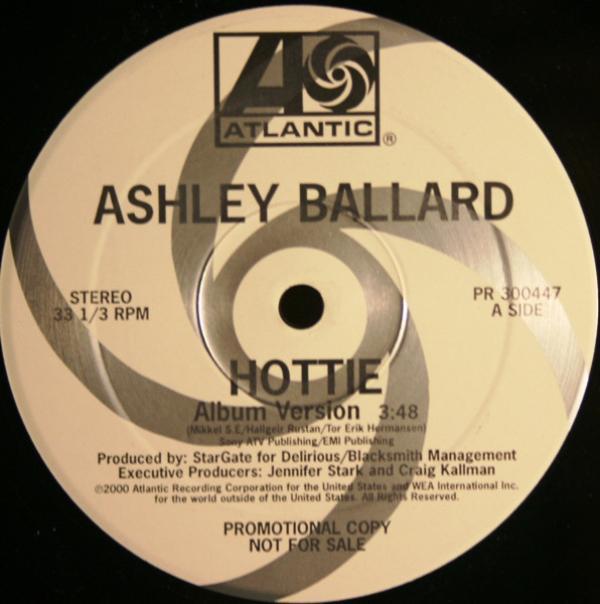 ATLANTIC®
ASHLEY BALLARD
STEREO
33 1/3 RPM
PR 300447
A SIDE
HOTTIE
Album Version 3:48
(Mikkel S.E/Hallgeir Rustan/Tor Erik Hermansen)
Sony ATV Publishing/EMI Publishing
Produced by: StarGate for Delirious/Blacksmith Management
Executive Producers: Jennifer Stark and Craig Kallman
℗2000 Atlantic Recording Corporation for the United States and WEA International Inc.
for the world outside of the United States. All Rights Reserved.
PROMOTIONAL COPY
NOT FOR SALE